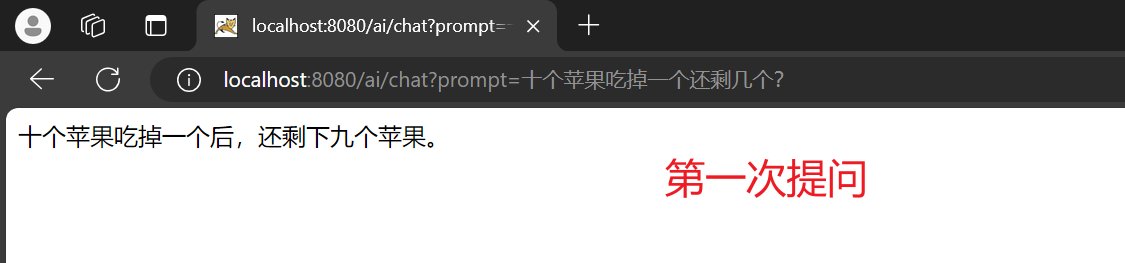 localhost:8080/ai/chat?prompt=
localhost:8080/ai/chat?prompt=十个苹果吃掉一个还剩几个?
十个苹果吃掉一个后，还剩下九个苹果。
第一次提问